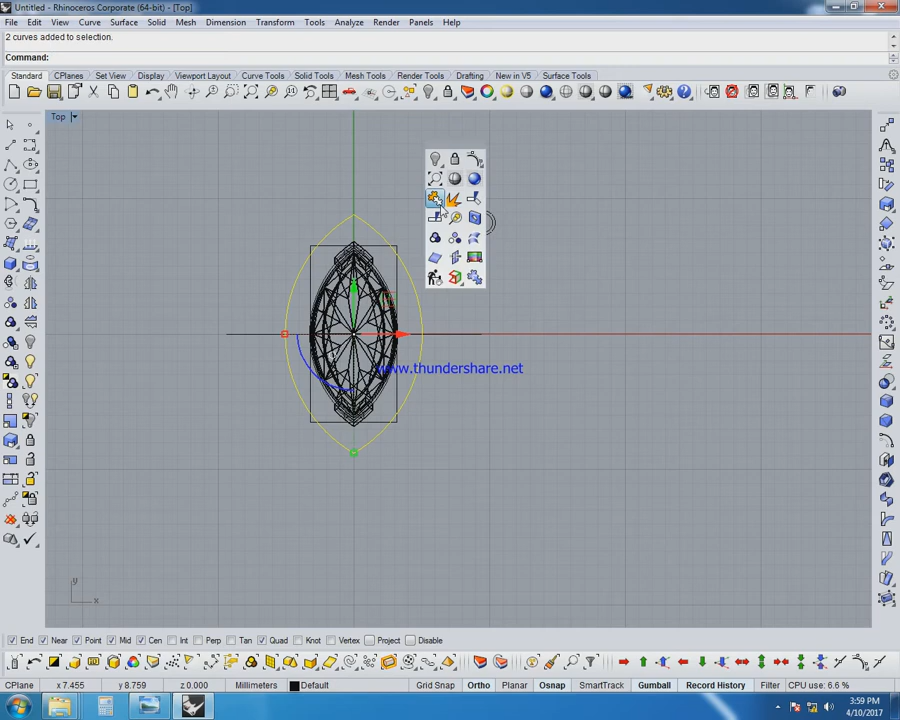 Untitled - Rhinoceros Corporate (64-bit) - [Top]
File Edit View Curve Surface Solid Mesh Dimension Transform Tools Analyze Render Panels Help
2 curves added to selection.
Command:
Standard CPlanes Set View Display Viewport Layout Curve Tools Solid Tools Mesh Tools Render Tools Drafting New in V5 Surface Tools
Top
www.thundershare.net
y
x
End Near Point Mid Cen Int Perp Tan Quad Knot Vertex Project Disable
CPlane x 7.455 y 8.759 z 0.000 Millimeters Default Grid Snap Ortho Planar Osnap SmartTrack Gumball Record History Filter CPU use: 6.6 %
3:59 PM
4/10/2017